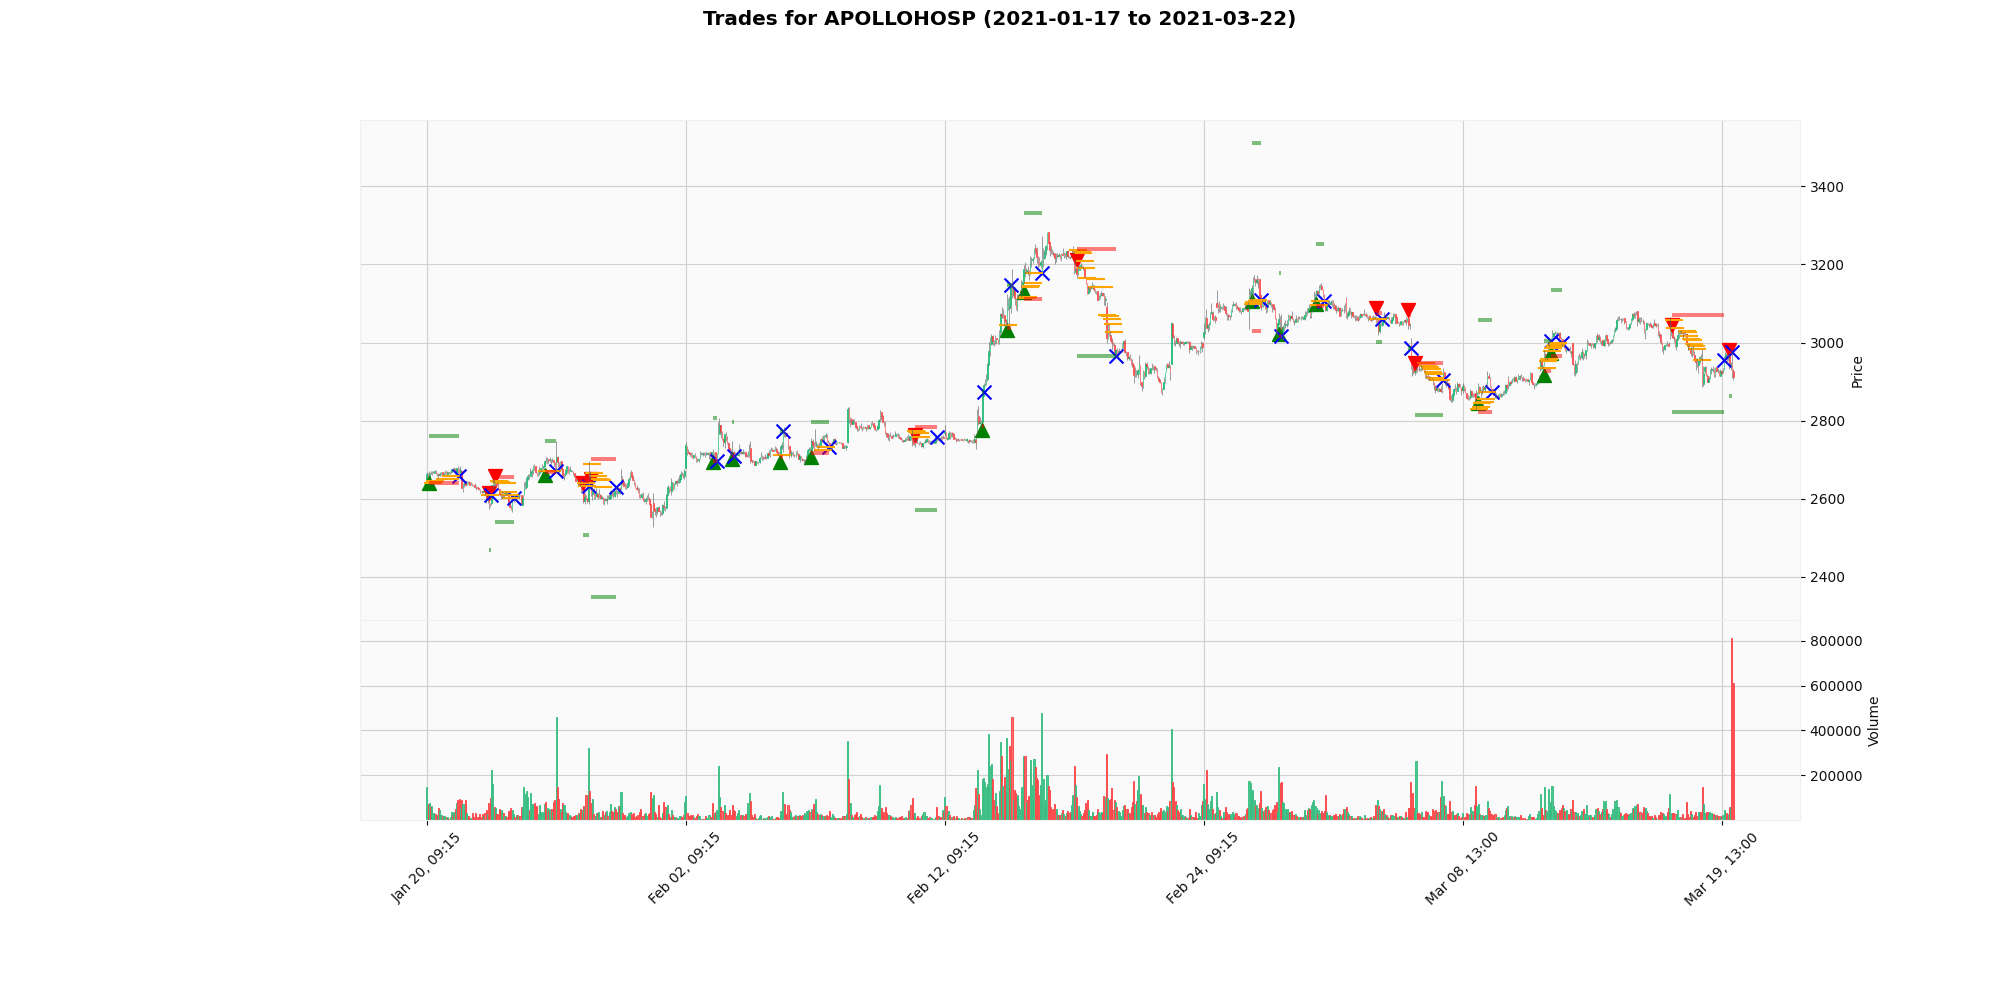 Trades for APOLLOHOSP (2021-01-17 to 2021-03-22)
3400
3200
3000
2800
2600
2400
Price
800000
600000
400000
200000
Volume
Jan 20, 09:15
Feb 02, 09:15
Feb 12, 09:15
Feb 24, 09:15
Mar 08, 13:00
Mar 19, 13:00